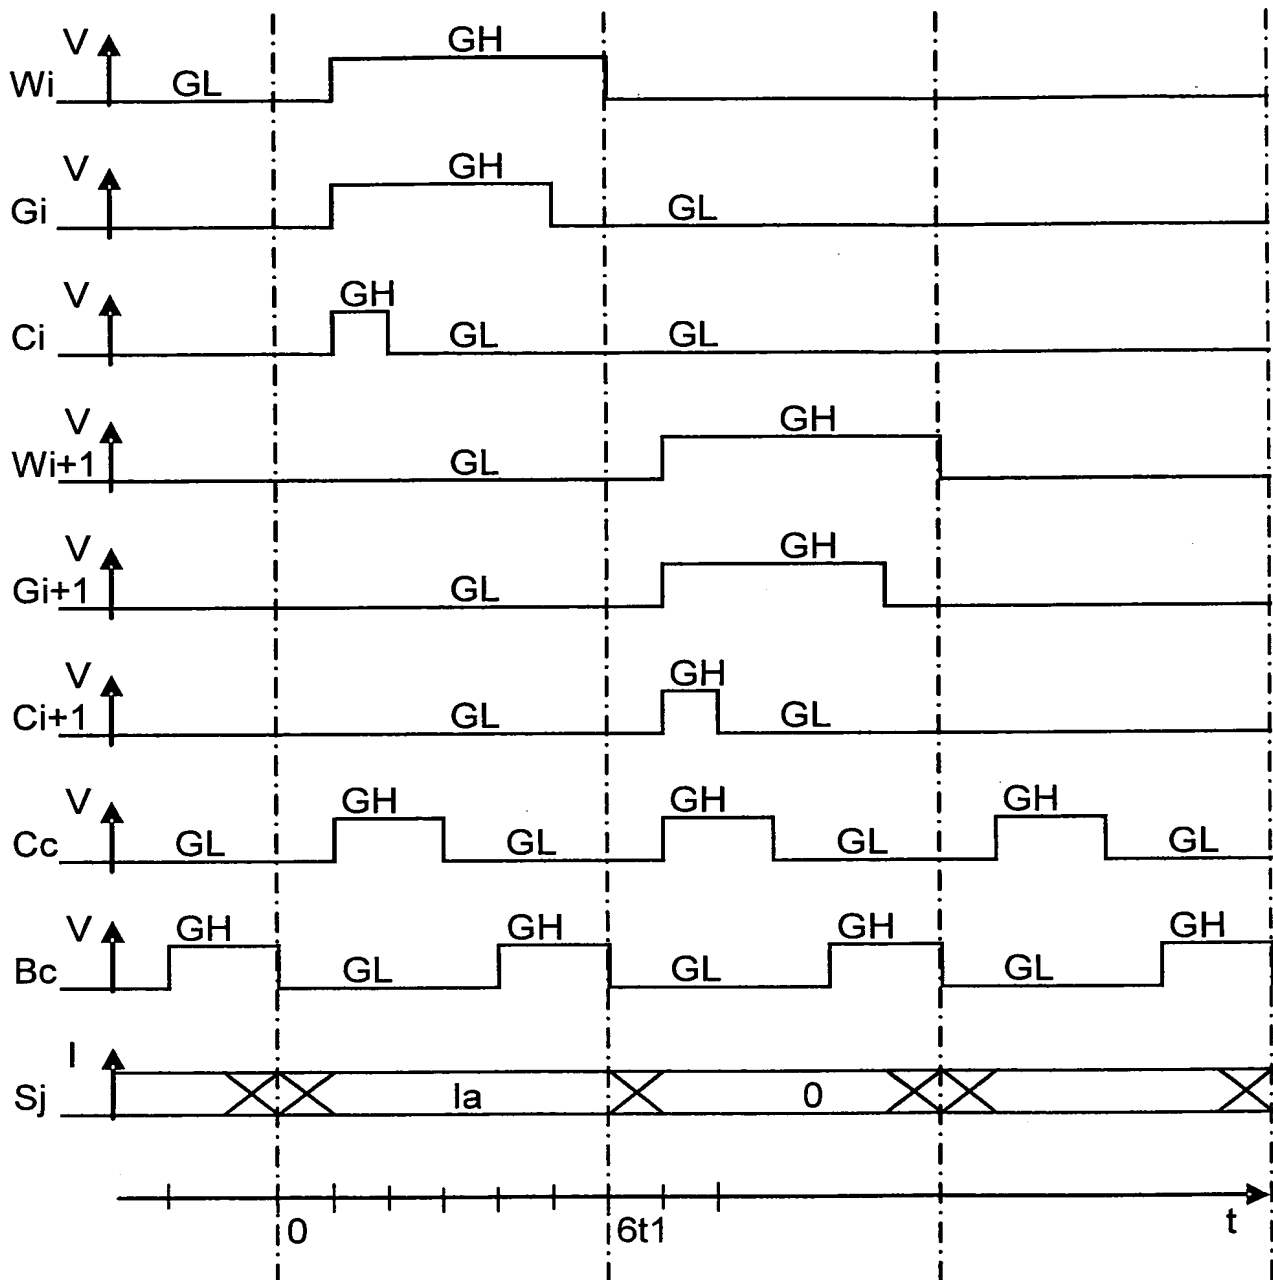 V GH
Wi GL
V GH
Gi GL
V GH
Ci GL GL
V GH
Wi+1 GL
V GH
Gi+1 GL
V GH
Ci+1 GL GL
V GH GH GH
Cc GL GL GL GL
V GH GH GH GH
Bc GL GL GL
I
Sj Ia 0
0 6t1 t